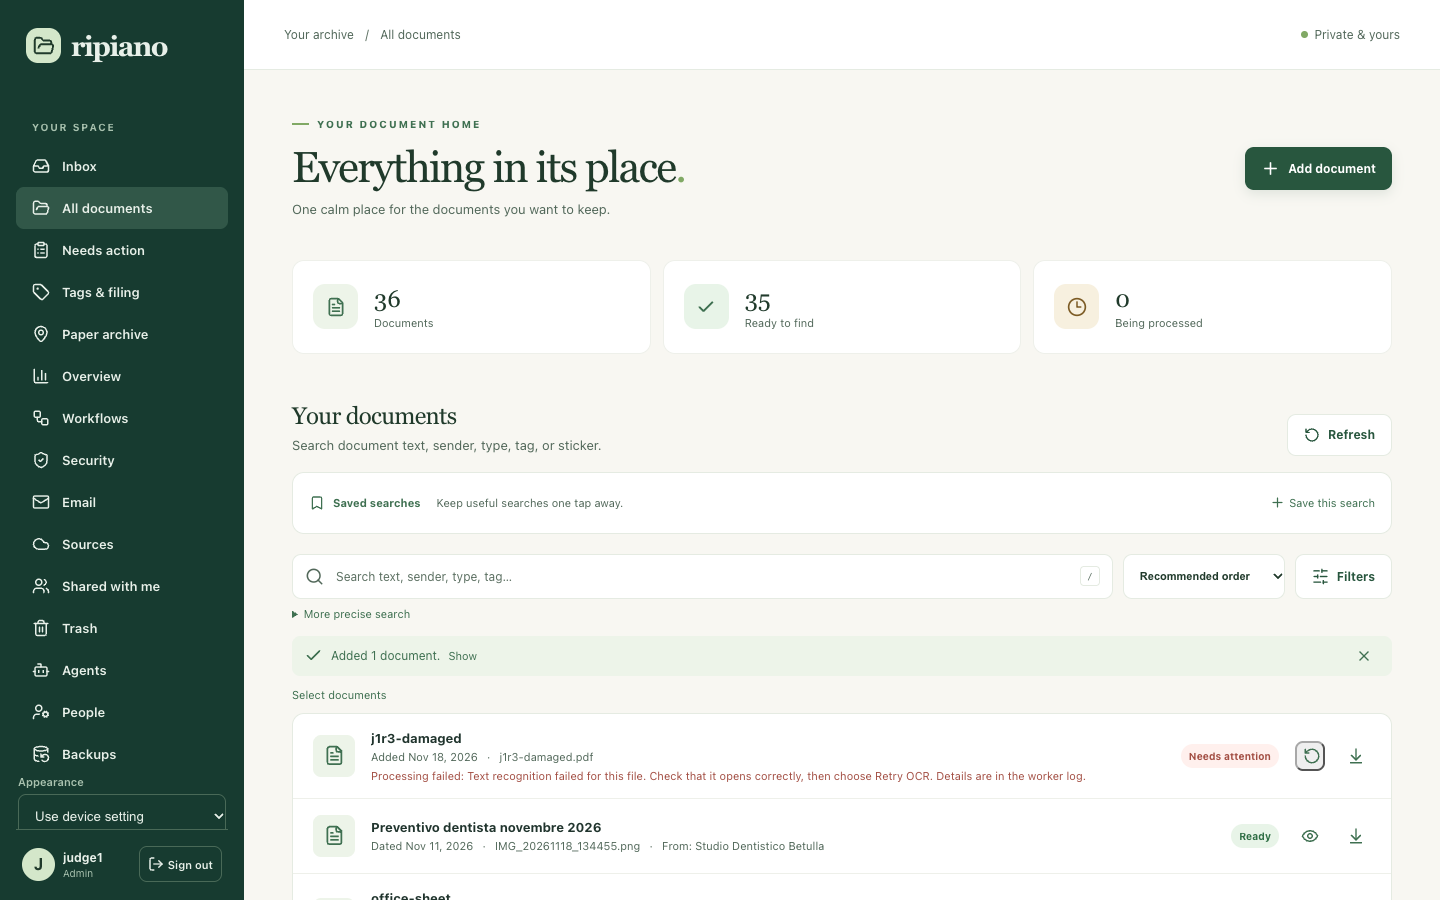 ripiano
YOUR SPACE
Inbox
All documents
Needs action
Tags & filing
Paper archive
Overview
Workflows
Security
Email
Sources
Shared with me
Trash
Agents
People
Backups
Appearance
Use device setting
J
judge1
Admin
Sign out
Your archive / All documents
Private & yours
YOUR DOCUMENT HOME
Everything in its place.
One calm place for the documents you want to keep.
Add document
36
Documents
35
Ready to find
0
Being processed
Your documents
Search document text, sender, type, tag, or sticker.
Refresh
Saved searches Keep useful searches one tap away.
Save this search
Search text, sender, type, tag...
/
Recommended order
Filters
More precise search
Added 1 document. Show
Select documents
j1r3-damaged
Added Nov 18, 2026 · j1r3-damaged.pdf
Processing failed: Text recognition failed for this file. Check that it opens correctly, then choose Retry OCR. Details are in the worker log.
Needs attention
Preventivo dentista novembre 2026
Dated Nov 11, 2026 · IMG_20261118_134455.png · From: Studio Dentistico Betulla
Ready
office-sheet